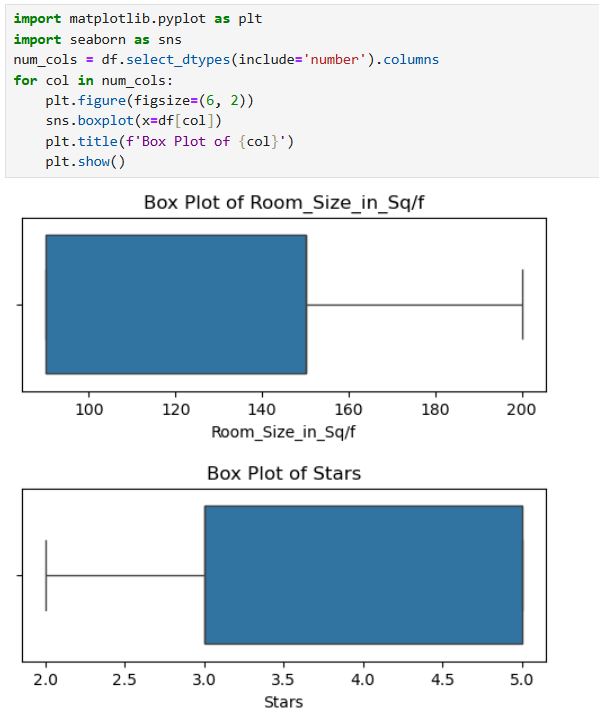 import matplotlib.pyplot as plt
import seaborn as sns
num_cols = df.select_dtypes(include='number').columns
for col in num_cols:
    plt.figure(figsize=(6, 2))
    sns.boxplot(x=df[col])
    plt.title(f'Box Plot of {col}')
    plt.show()
Box Plot of Room_Size_in_Sq/f
100 120 140 160 180 200
Room_Size_in_Sq/f
Box Plot of Stars
2.0 2.5 3.0 3.5 4.0 4.5 5.0
Stars